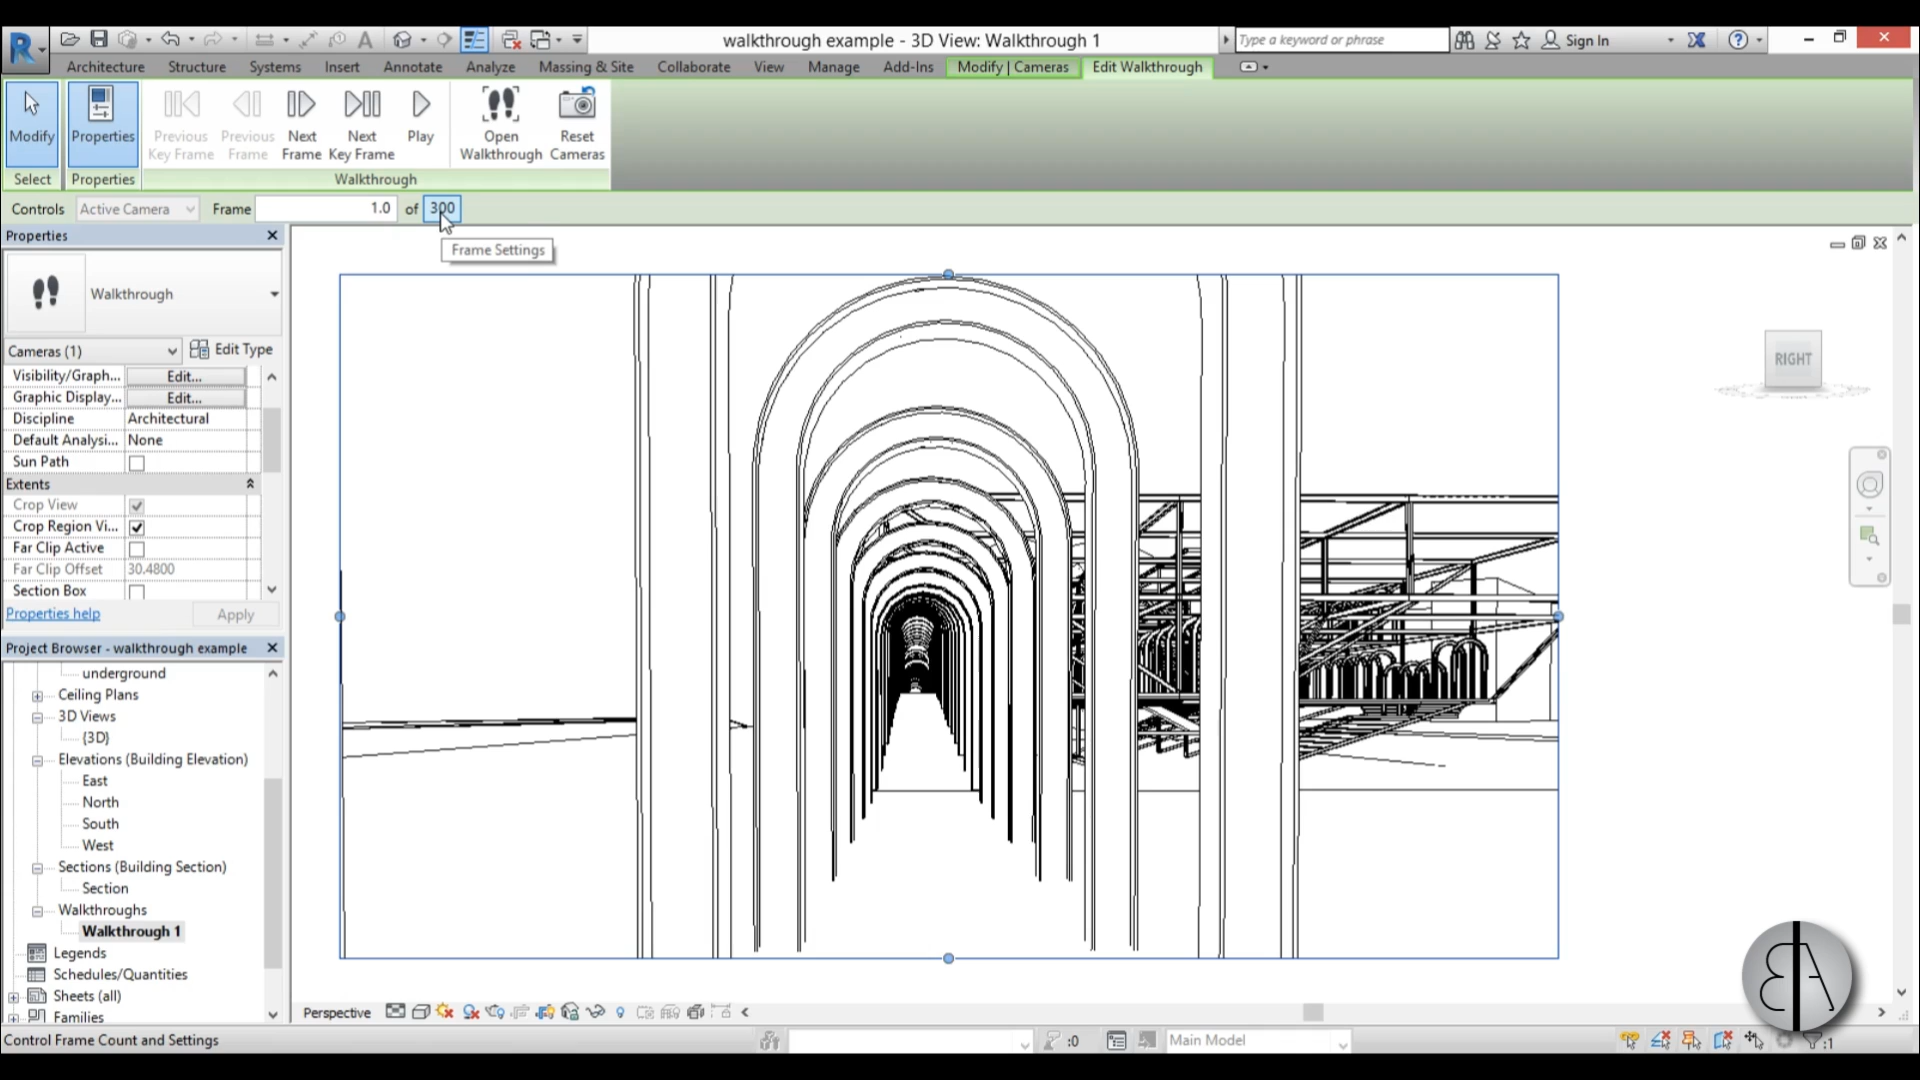 walkthrough example - 3D View: Walkthrough 1
Type a keyword or phrase
Sign In
Architecture Structure Systems Insert Annotate Analyze Massing & Site Collaborate View Manage Add-Ins Modify | Cameras Edit Walkthrough
Modify
Properties
Previous Key Frame
Previous Frame
Next Frame
Next Key Frame
Play
Open Walkthrough
Reset Cameras
Select Properties Walkthrough
Controls Active Camera Frame 1.0 of 300
Frame Settings
Properties
Walkthrough
Cameras (1) Edit Type
Visibility/Graph... Edit...
Graphic Display... Edit...
Discipline Architectural
Default Analysi... None
Sun Path
Extents
Crop View
Crop Region Vi...
Far Clip Active
Far Clip Offset 30.4800
Section Box
Properties help Apply
Project Browser - walkthrough example
underground
Ceiling Plans
3D Views
{3D}
Elevations (Building Elevation)
East
North
South
West
Sections (Building Section)
Section
Walkthroughs
Walkthrough 1
Legends
Schedules/Quantities
Sheets (all)
Families
RIGHT
Perspective
Control Frame Count and Settings
:0
Main Model
:1
BA